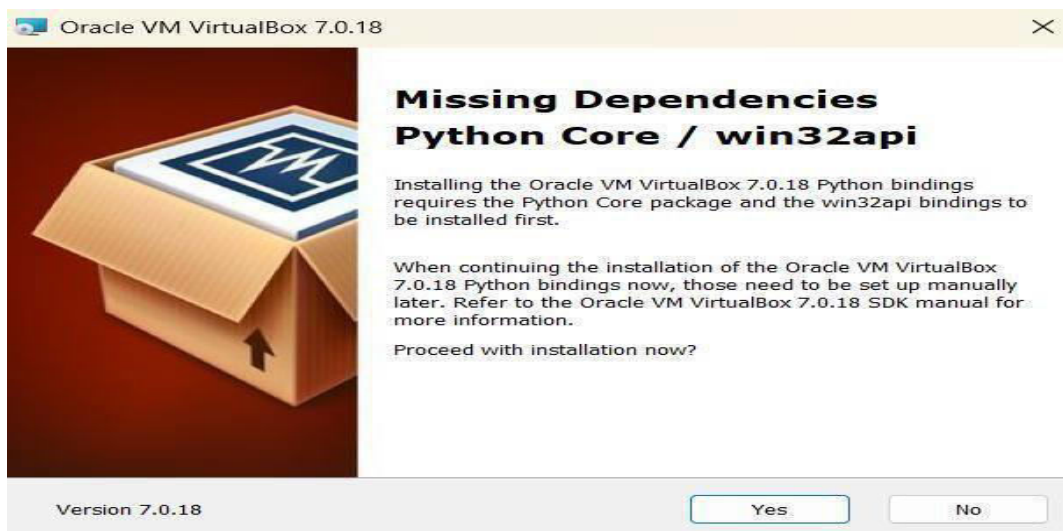 Oracle VM VirtualBox 7.0.18
Missing Dependencies
Python Core / win32api
Installing the Oracle VM VirtualBox 7.0.18 Python bindings
requires the Python Core package and the win32api bindings to
be installed first.
When continuing the installation of the Oracle VM VirtualBox
7.0.18 Python bindings now, those need to be set up manually
later. Refer to the Oracle VM VirtualBox 7.0.18 SDK manual for
more information.
Proceed with installation now?
Version 7.0.18
Yes
No